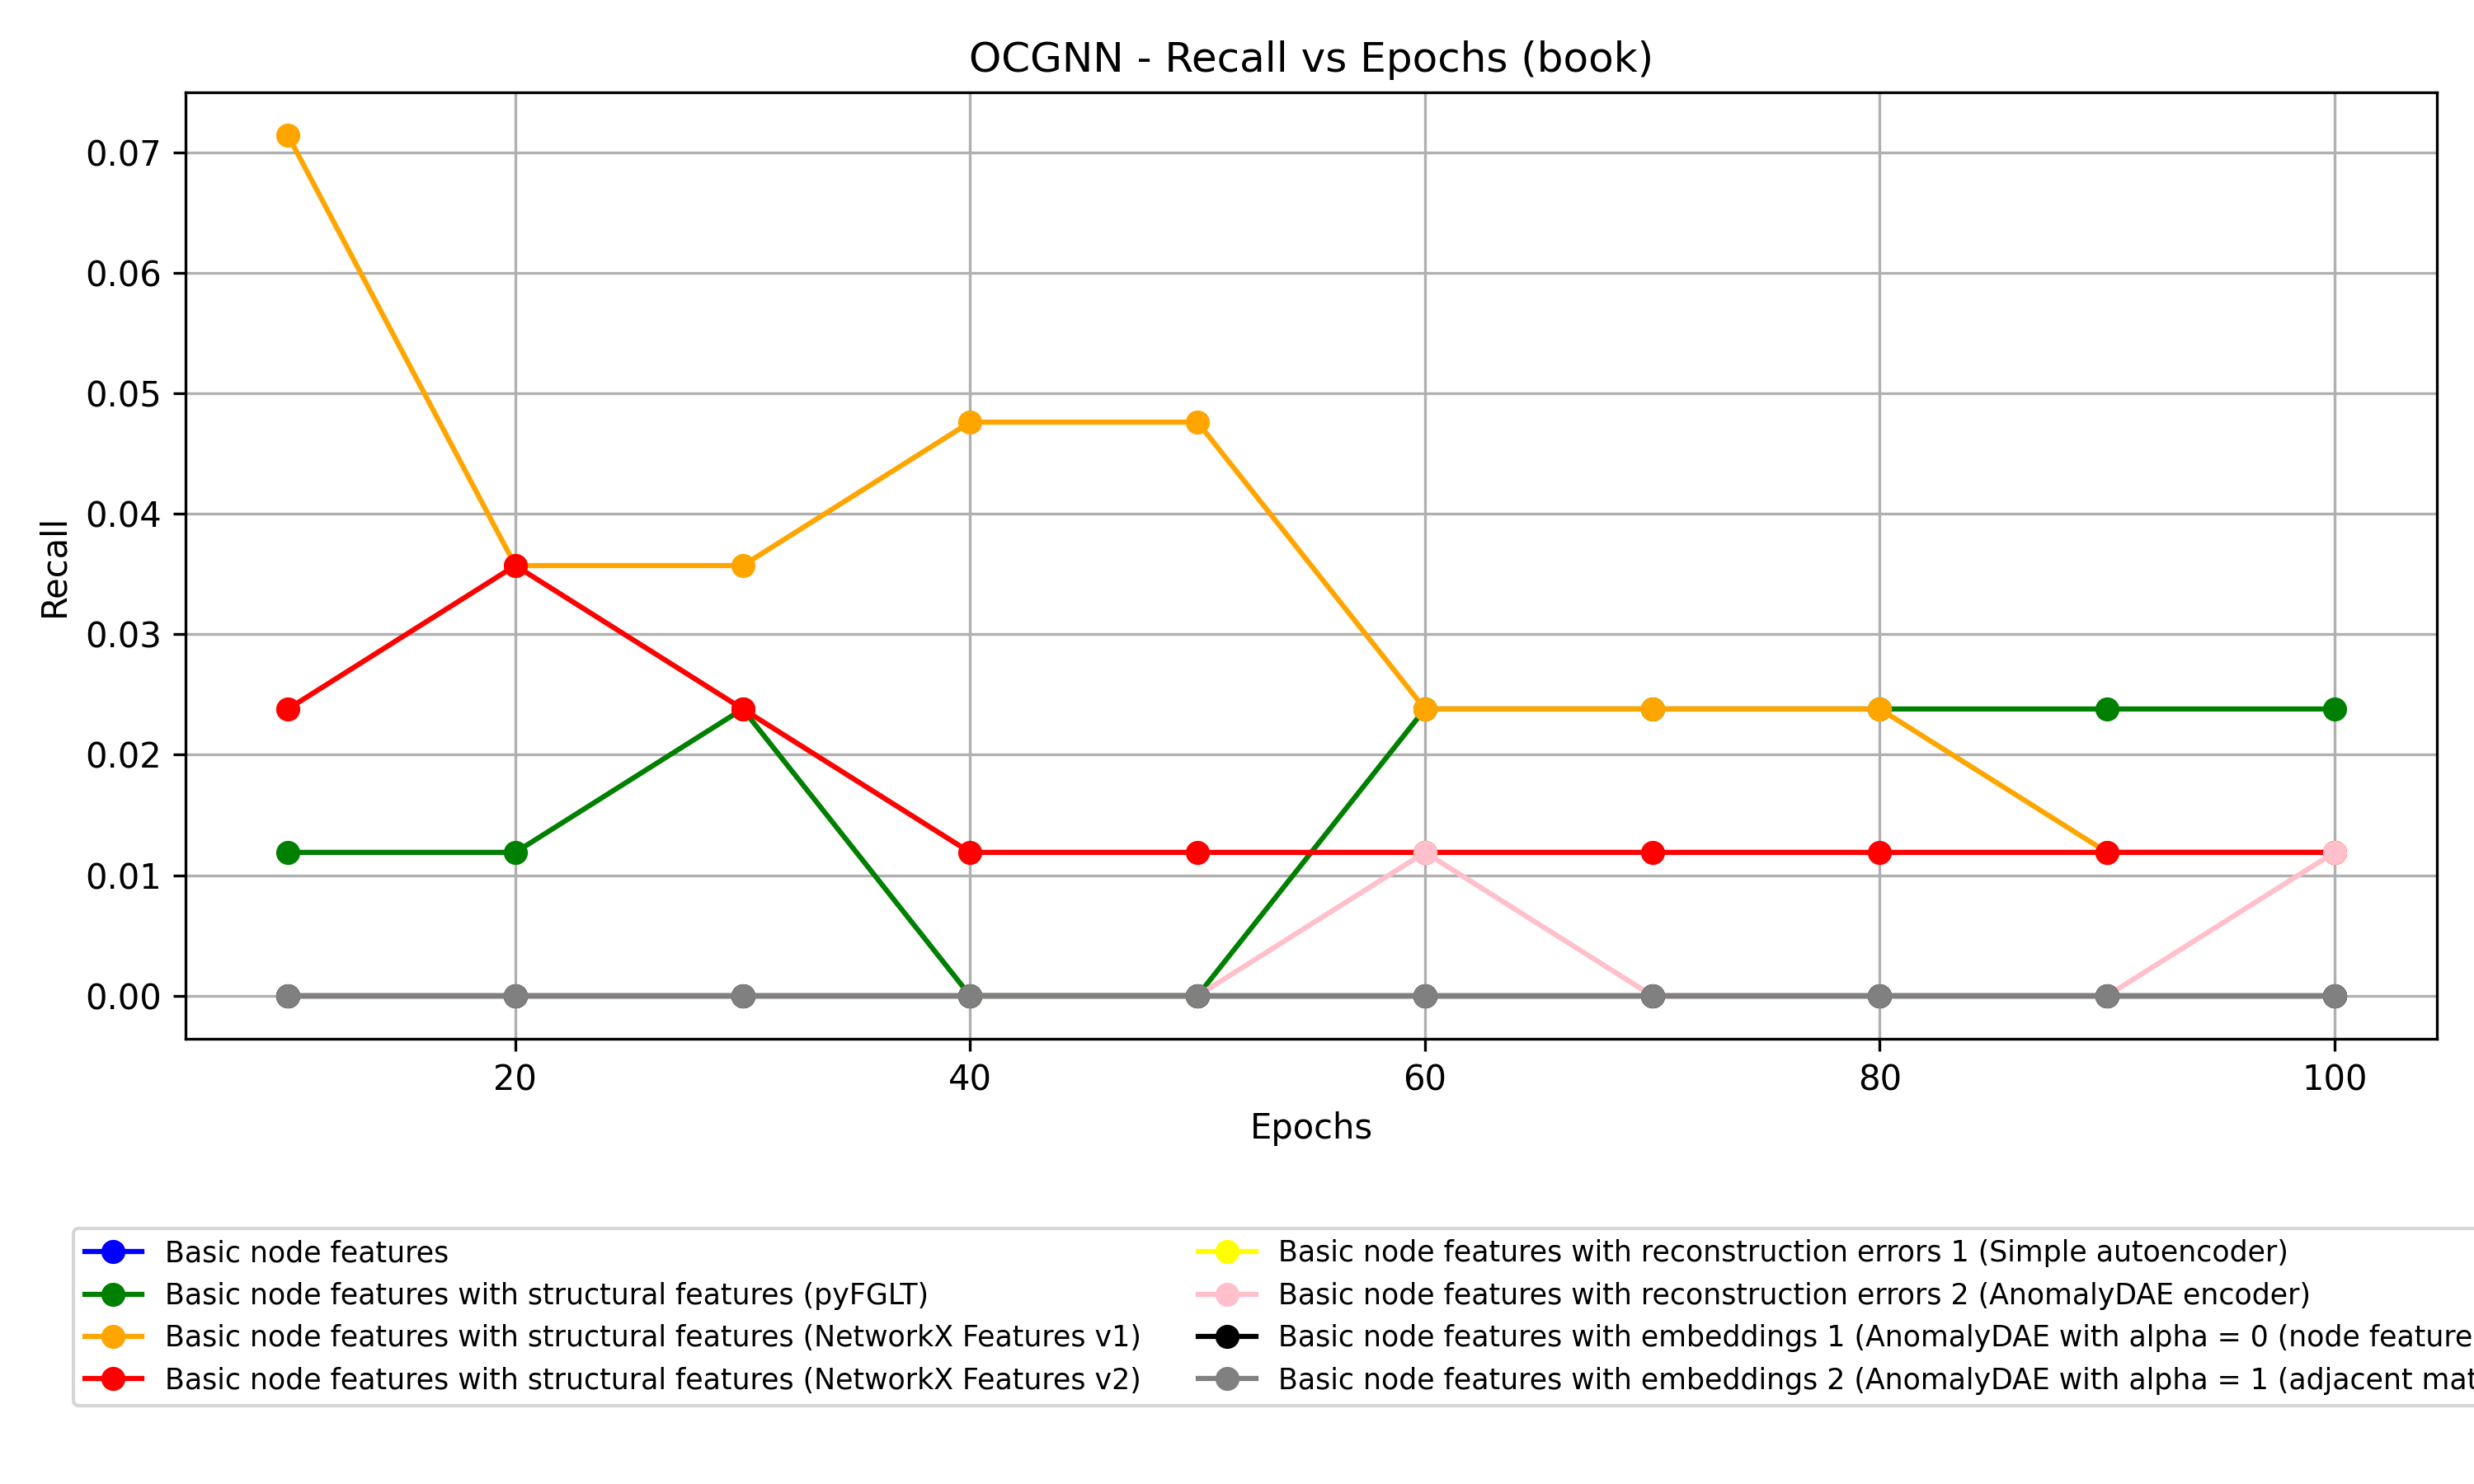 OCGNN - Recall vs Epochs (book)
0.07
0.06
0.05
0.04
0.03
0.02
0.01
0.00
Recall
20 40 60 80 100
Epochs
Basic node features
Basic node features with structural features (pyFGLT)
Basic node features with structural features (NetworkX Features v1)
Basic node features with structural features (NetworkX Features v2)
Basic node features with reconstruction errors 1 (Simple autoencoder)
Basic node features with reconstruction errors 2 (AnomalyDAE encoder)
Basic node features with embeddings 1 (AnomalyDAE with alpha = 0 (node feature
Basic node features with embeddings 2 (AnomalyDAE with alpha = 1 (adjacent mat